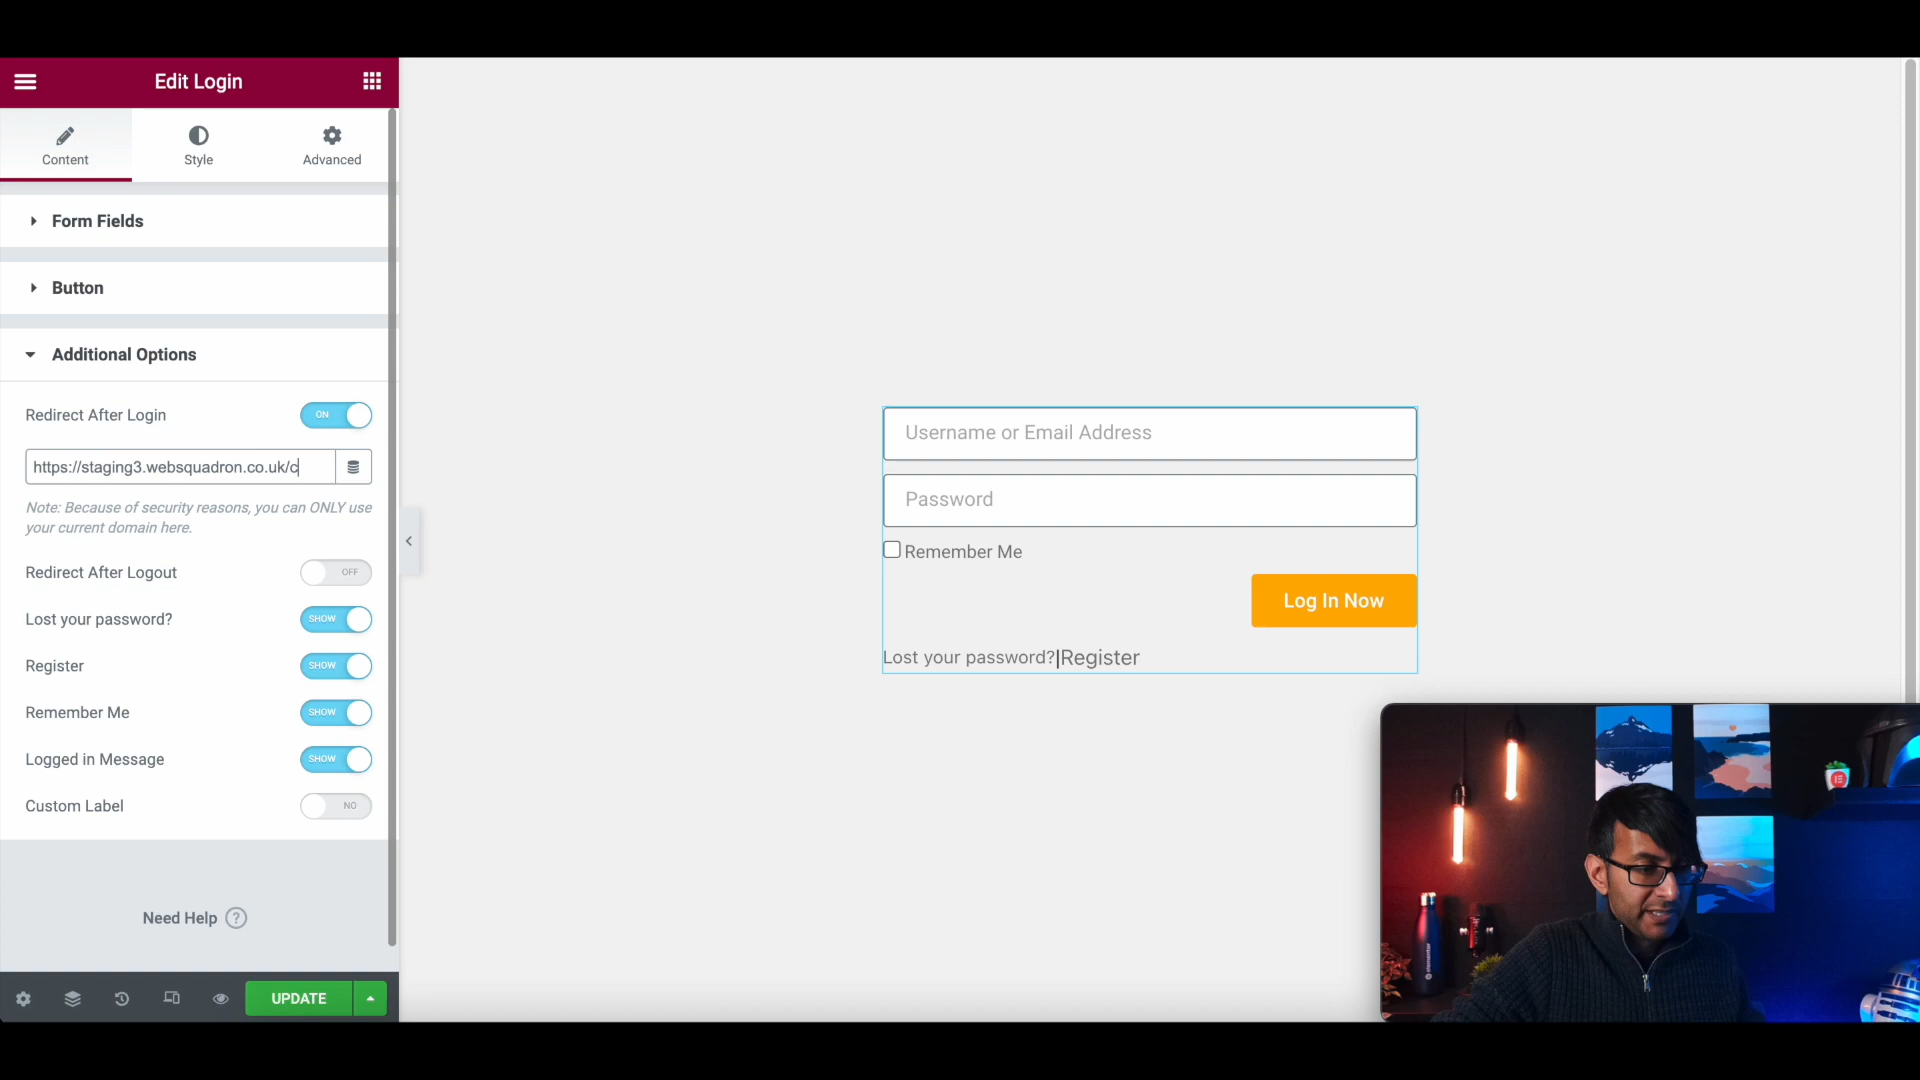 Edit Login
Content
Style
Advanced
Form Fields
Button
Additional Options
Redirect After Login
ON
https://staging3.websquadron.co.uk/c
Note: Because of security reasons, you can ONLY use
your current domain here.
Redirect After Logout
OFF
Lost your password?
SHOW
Register
SHOW
Remember Me
SHOW
Logged in Message
SHOW
Custom Label
NO
Need Help ?
UPDATE
Username or Email Address
Password
Remember Me
Log In Now
Lost your password?|Register
elementor